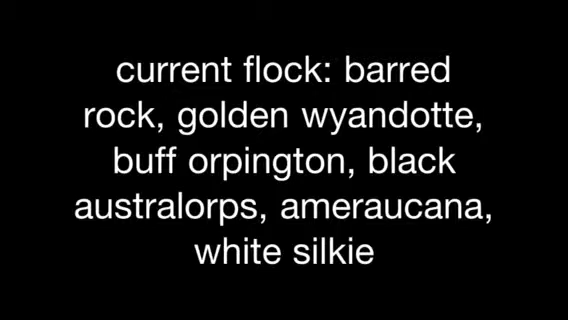 current flock: barred
rock, golden wyandotte,
buff orpington, black
australorps, ameraucana,
white silkie